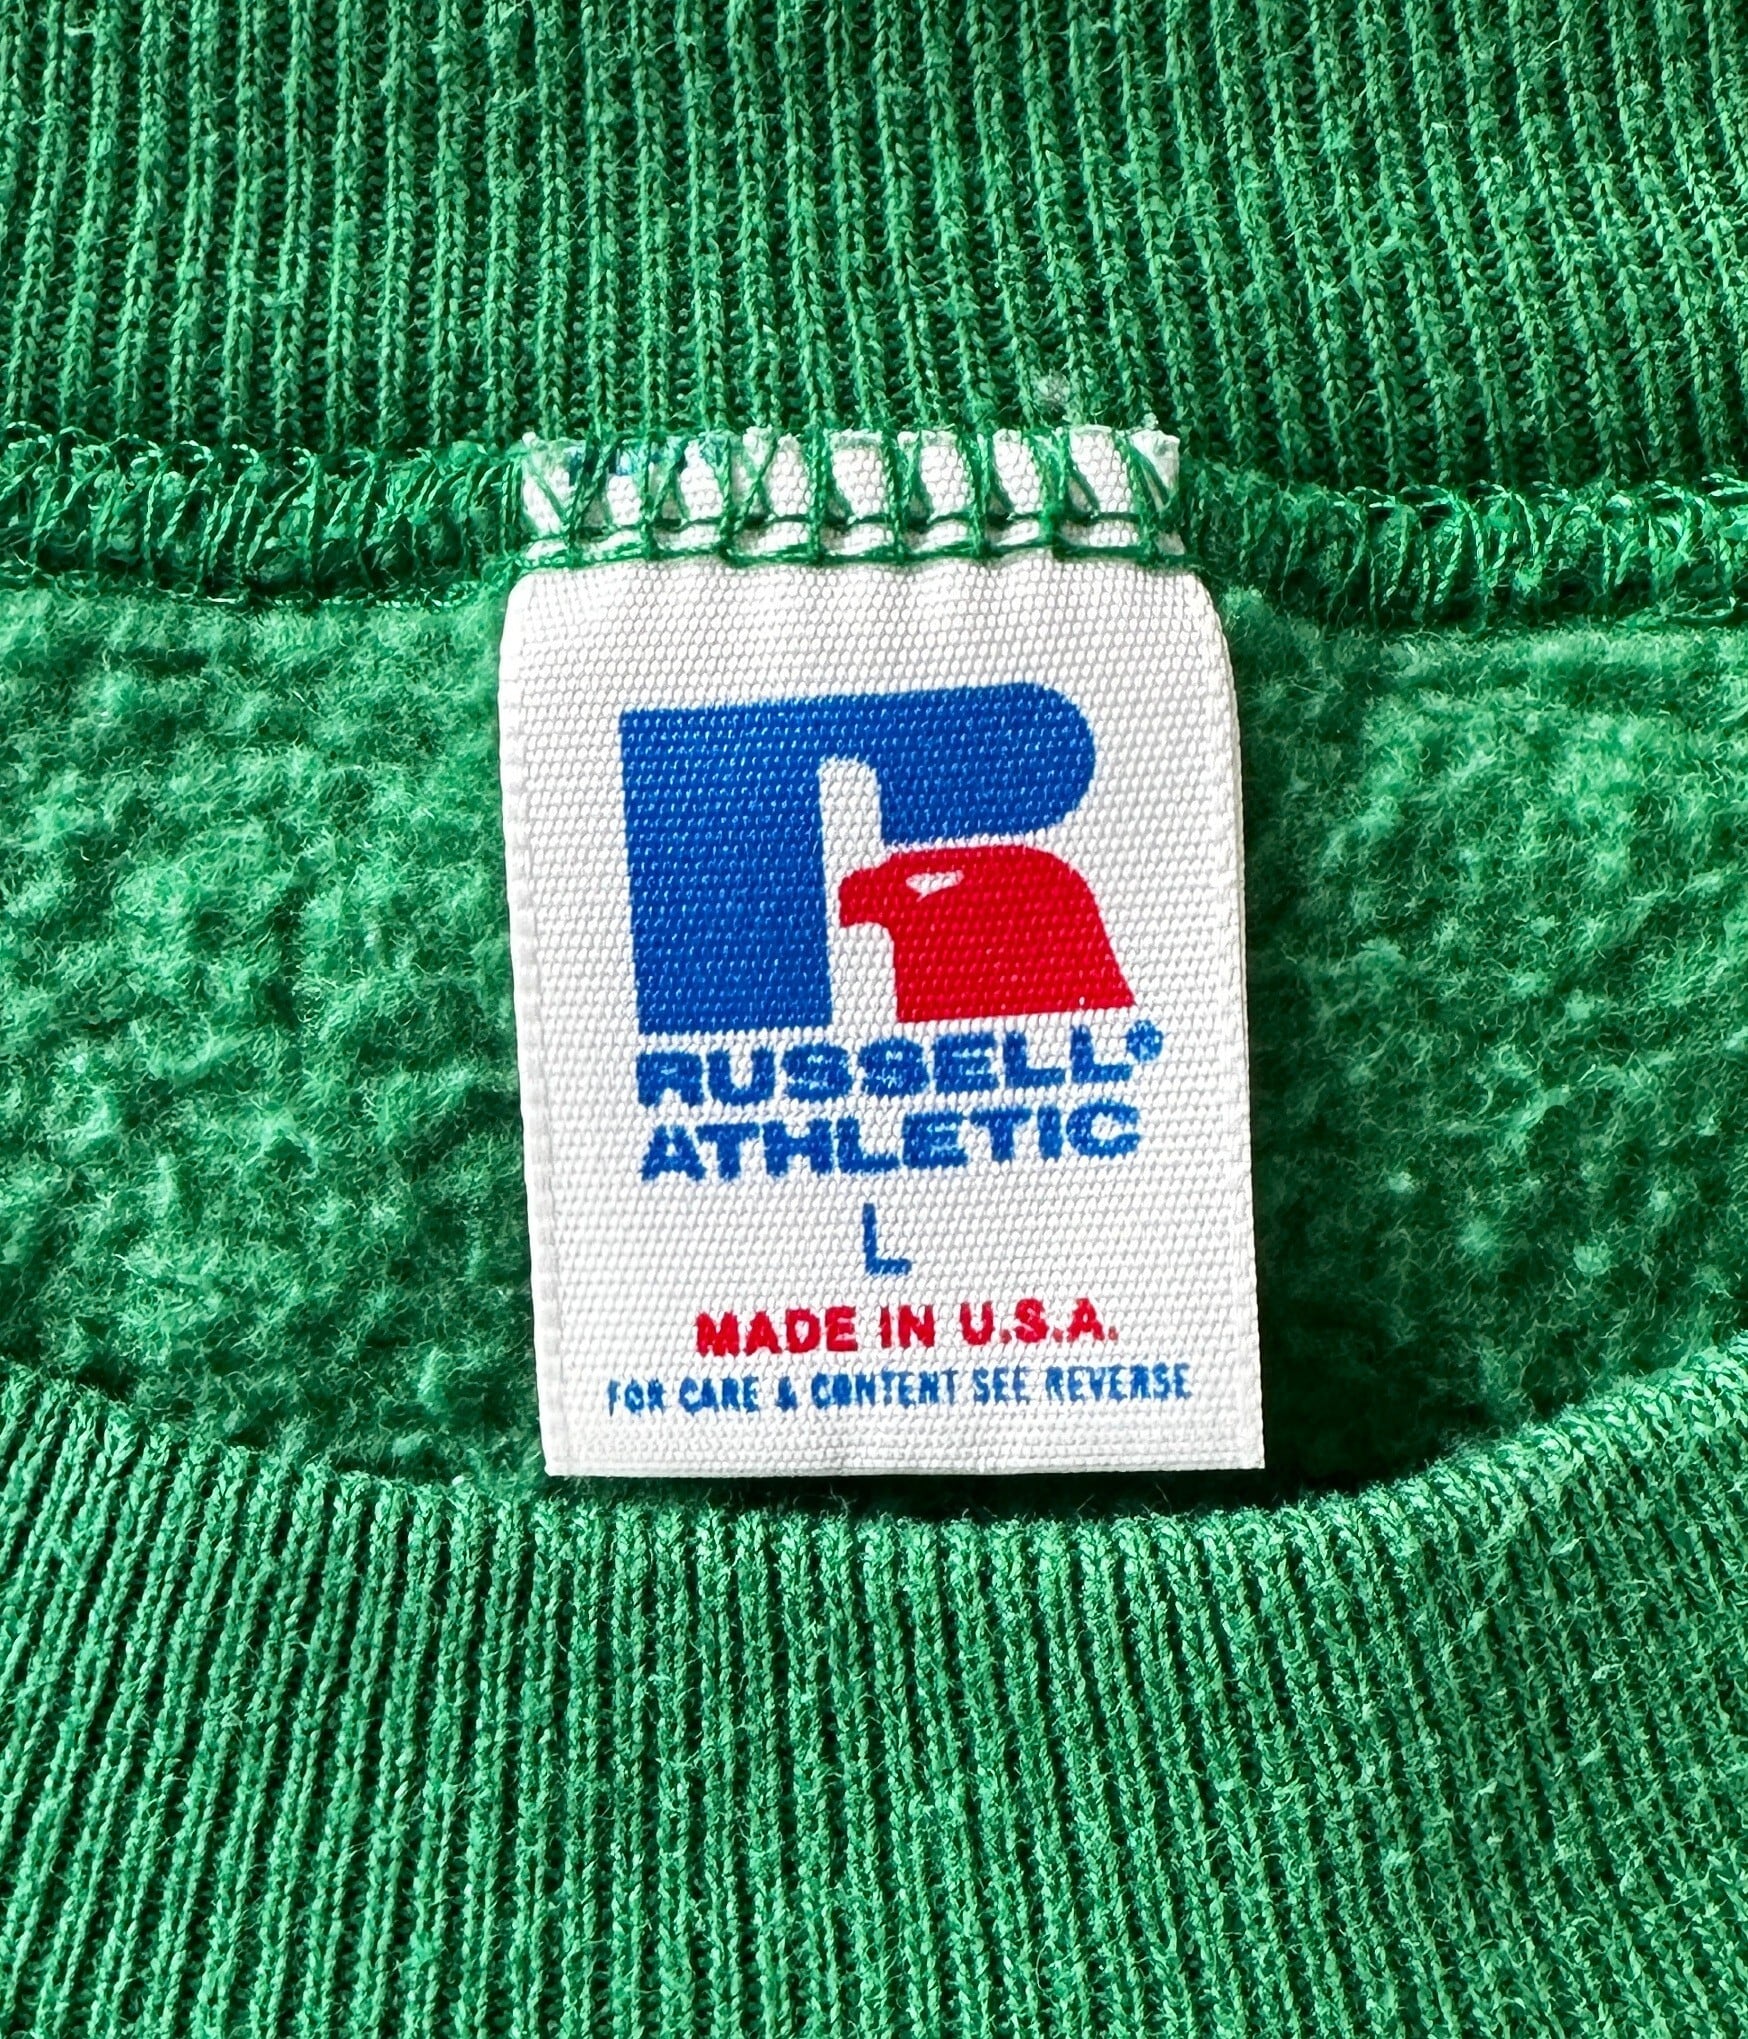 RUSSELL®
ATHLETIC
L
MADE IN U.S.A.
FOR CARE & CONTENT SEE REVERSE